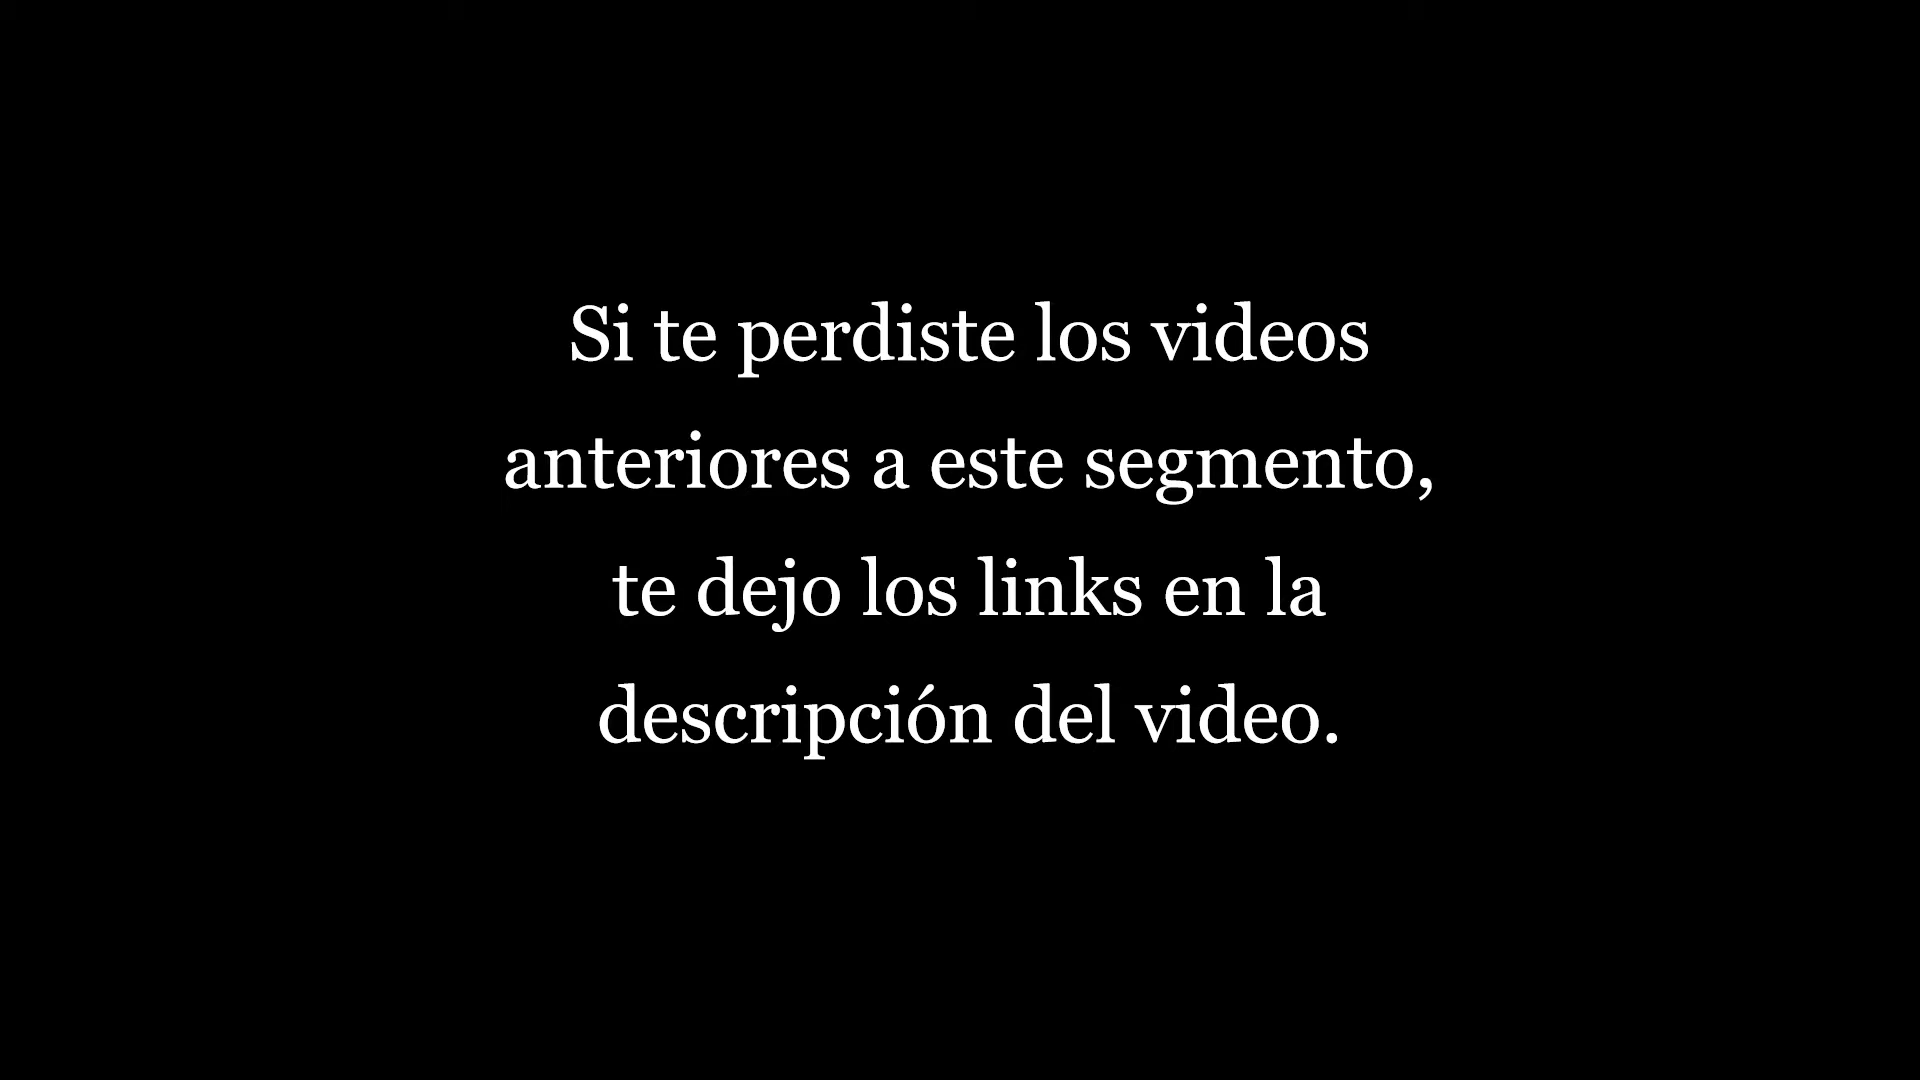 Si te perdiste los videos
anteriores a este segmento,
te dejo los links en la
descripción del video.